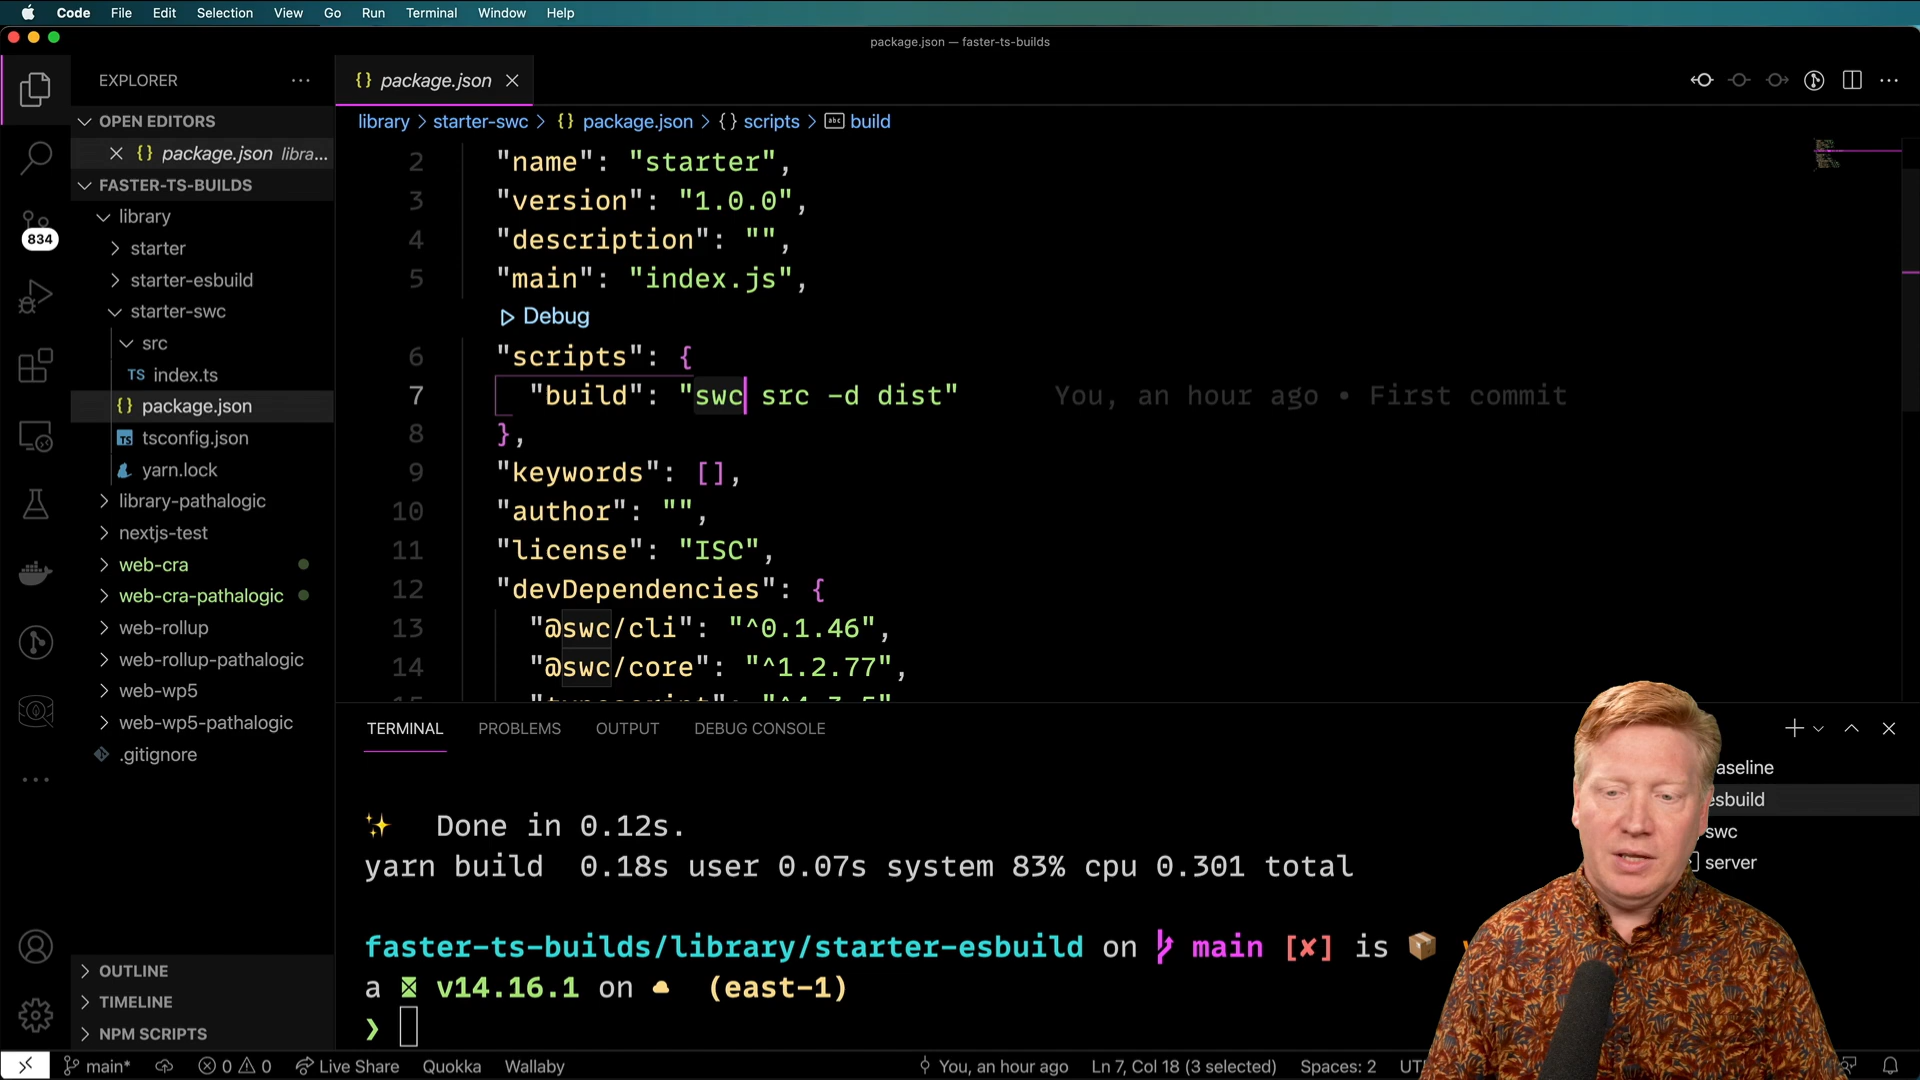 Code File Edit Selection View Go Run Terminal Window Help
package.json — faster-ts-builds
EXPLORER
OPEN EDITORS
package.json libra...
FASTER-TS-BUILDS
library
starter
starter-esbuild
starter-swc
src
TS index.ts
package.json
TS tsconfig.json
yarn.lock
library-pathalogic
nextjs-test
web-cra
web-cra-pathalogic
web-rollup
web-rollup-pathalogic
web-wp5
web-wp5-pathalogic
.gitignore
OUTLINE
TIMELINE
NPM SCRIPTS
834
{} package.json
library > starter-swc > {} package.json > {} scripts > abc build
2 "name": "starter",
3 "version": "1.0.0",
4 "description": "",
5 "main": "index.js",
Debug
6 "scripts": {
7 "build": "swc src -d dist" You, an hour ago • First commit
8 },
9 "keywords": [],
10 "author": "",
11 "license": "ISC",
12 "devDependencies": {
13 "@swc/cli": "^0.1.46",
14 "@swc/core": "^1.2.77",
TERMINAL PROBLEMS OUTPUT DEBUG CONSOLE
Done in 0.12s.
yarn build 0.18s user 0.07s system 83% cpu 0.301 total
faster-ts-builds/library/starter-esbuild on main [✘] is
a v14.16.1 on (east-1)
❯
aseline
esbuild
swc
server
main* 0 0 Live Share Quokka Wallaby You, an hour ago Ln 7, Col 18 (3 selected) Spaces: 2